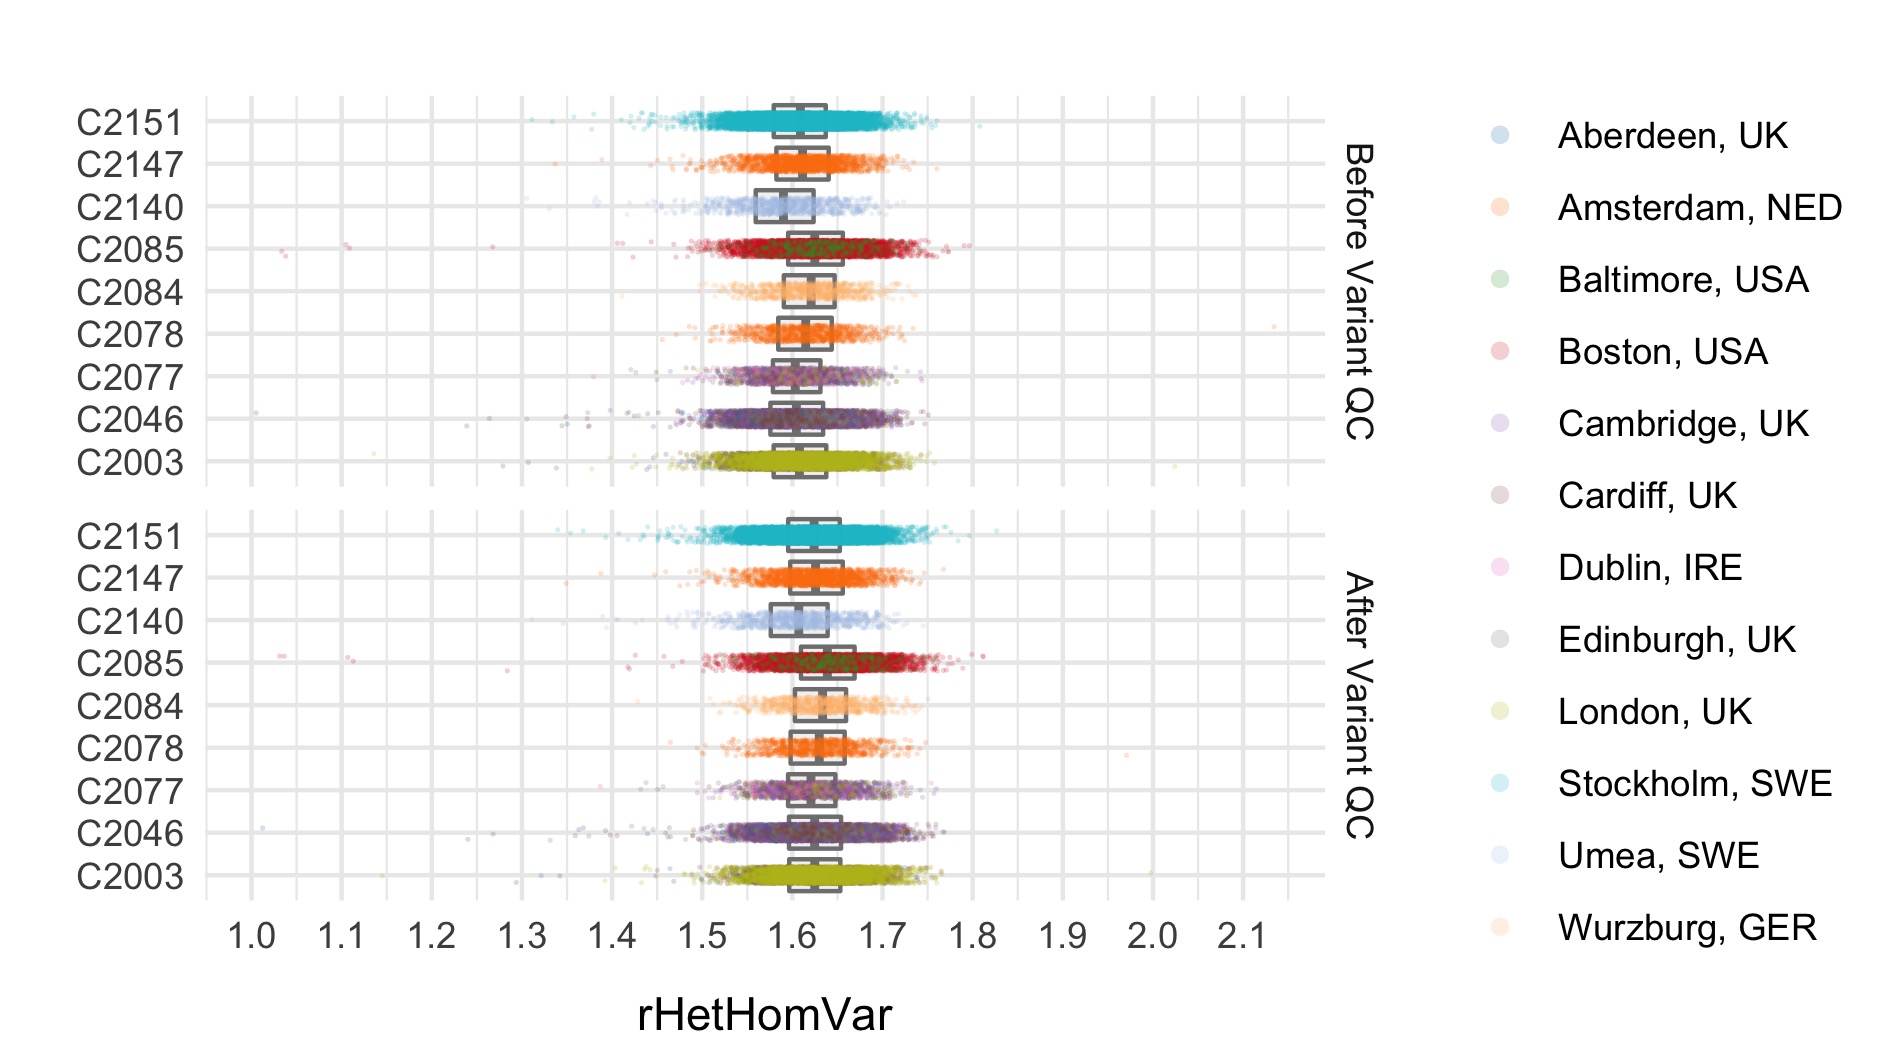 C2151
C2147
C2140
C2085
C2084
C2078
C2077
C2046
C2003
Before Variant QC
C2151
C2147
C2140
C2085
C2084
C2078
C2077
C2046
C2003
After Variant QC
1.0 1.1 1.2 1.3 1.4 1.5 1.6 1.7 1.8 1.9 2.0 2.1
rHetHomVar
Aberdeen, UK
Amsterdam, NED
Baltimore, USA
Boston, USA
Cambridge, UK
Cardiff, UK
Dublin, IRE
Edinburgh, UK
London, UK
Stockholm, SWE
Umea, SWE
Wurzburg, GER